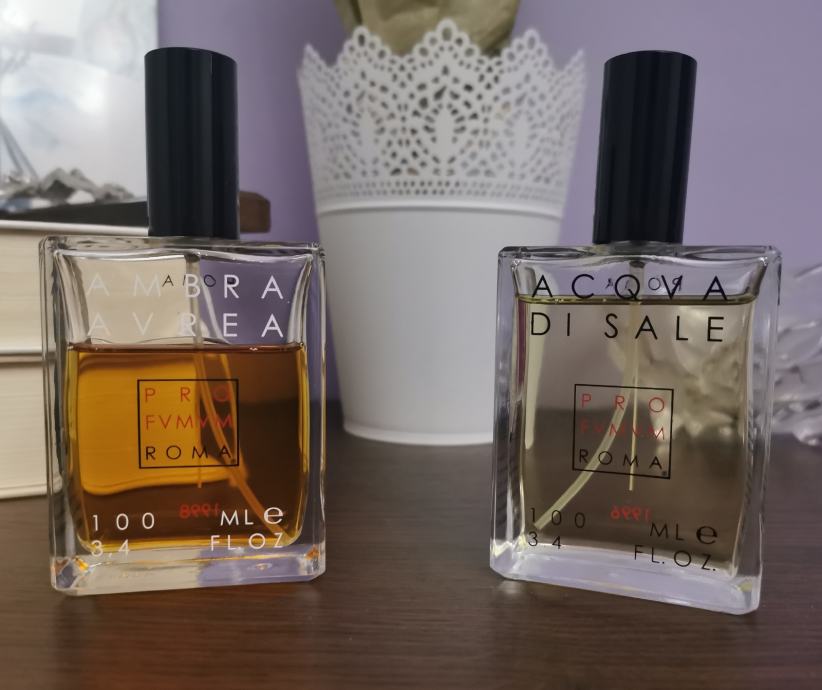 AMBRA
AVREA
PRO
FVMVM
ROMA
100 ML e
3,4 FL.OZ
ACQVA
DI SALE
PRO
FVMVM
ROMA
100 ML e
3.4 FL.OZ.